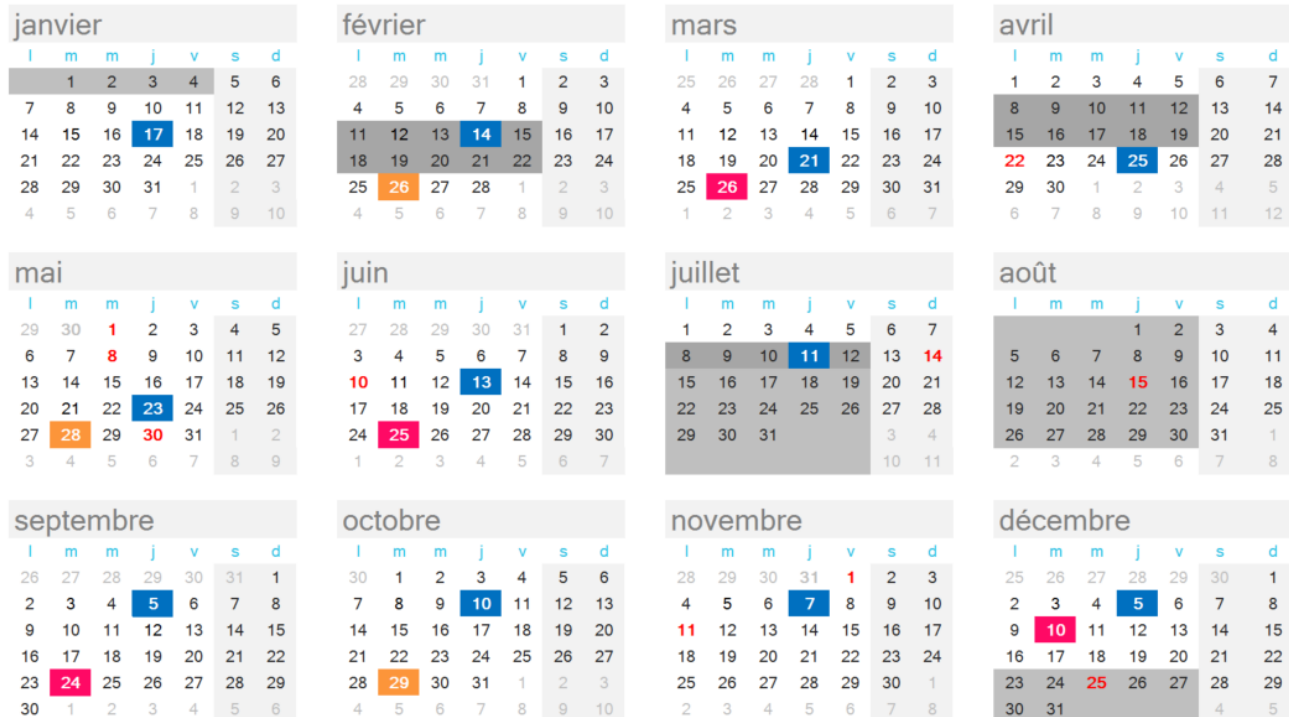 janvier
l m m j v s d
1 2 3 4 5 6
7 8 9 10 11 12 13
14 15 16 17 18 19 20
21 22 23 24 25 26 27
28 29 30 31 1 2 3
4 5 6 7 8 9 10
février
l m m j v s d
28 29 30 31 1 2 3
4 5 6 7 8 9 10
11 12 13 14 15 16 17
18 19 20 21 22 23 24
25 26 27 28 1 2 3
4 5 6 7 8 9 10
mars
l m m j v s d
25 26 27 28 1 2 3
4 5 6 7 8 9 10
11 12 13 14 15 16 17
18 19 20 21 22 23 24
25 26 27 28 29 30 31
1 2 3 4 5 6 7
avril
l m m j v s d
1 2 3 4 5 6 7
8 9 10 11 12 13 14
15 16 17 18 19 20 21
22 23 24 25 26 27 28
29 30 1 2 3 4 5
6 7 8 9 10 11 12
mai
l m m j v s d
29 30 1 2 3 4 5
6 7 8 9 10 11 12
13 14 15 16 17 18 19
20 21 22 23 24 25 26
27 28 29 30 31 1 2
3 4 5 6 7 8 9
juin
l m m j v s d
27 28 29 30 31 1 2
3 4 5 6 7 8 9
10 11 12 13 14 15 16
17 18 19 20 21 22 23
24 25 26 27 28 29 30
1 2 3 4 5 6 7
juillet
l m m j v s d
1 2 3 4 5 6 7
8 9 10 11 12 13 14
15 16 17 18 19 20 21
22 23 24 25 26 27 28
29 30 31 3 4
10 11
août
l m m j v s d
1 2 3 4
5 6 7 8 9 10 11
12 13 14 15 16 17 18
19 20 21 22 23 24 25
26 27 28 29 30 31 1
2 3 4 5 6 7 8
septembre
l m m j v s d
26 27 28 29 30 31 1
2 3 4 5 6 7 8
9 10 11 12 13 14 15
16 17 18 19 20 21 22
23 24 25 26 27 28 29
30 1 2 3 4 5 6
octobre
l m m j v s d
30 1 2 3 4 5 6
7 8 9 10 11 12 13
14 15 16 17 18 19 20
21 22 23 24 25 26 27
28 29 30 31 1 2 3
4 5 6 7 8 9 10
novembre
l m m j v s d
28 29 30 31 1 2 3
4 5 6 7 8 9 10
11 12 13 14 15 16 17
18 19 20 21 22 23 24
25 26 27 28 29 30 1
2 3 4 5 6 7 8
décembre
l m m j v s d
25 26 27 28 29 30 1
2 3 4 5 6 7 8
9 10 11 12 13 14 15
16 17 18 19 20 21 22
23 24 25 26 27 28 29
30 31 4 5